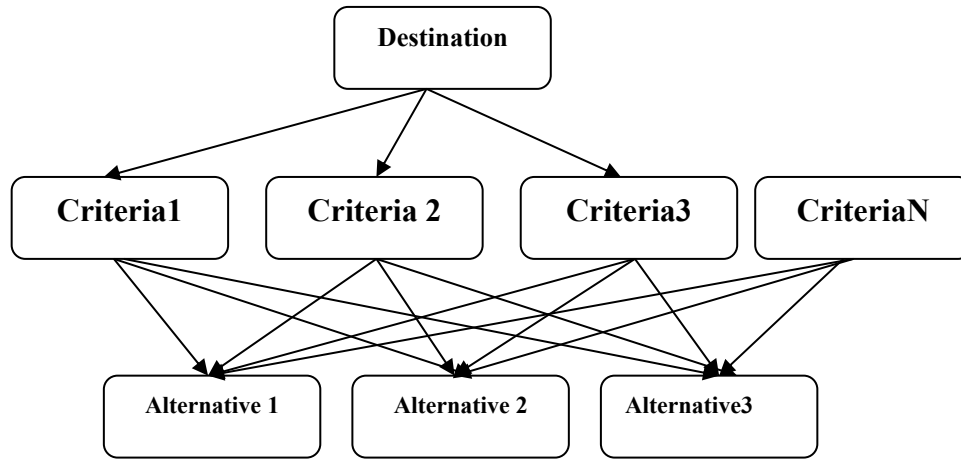 Destination
Criteria1
Criteria 2
Criteria3
CriteriaN
Alternative 1
Alternative 2
Alternative3